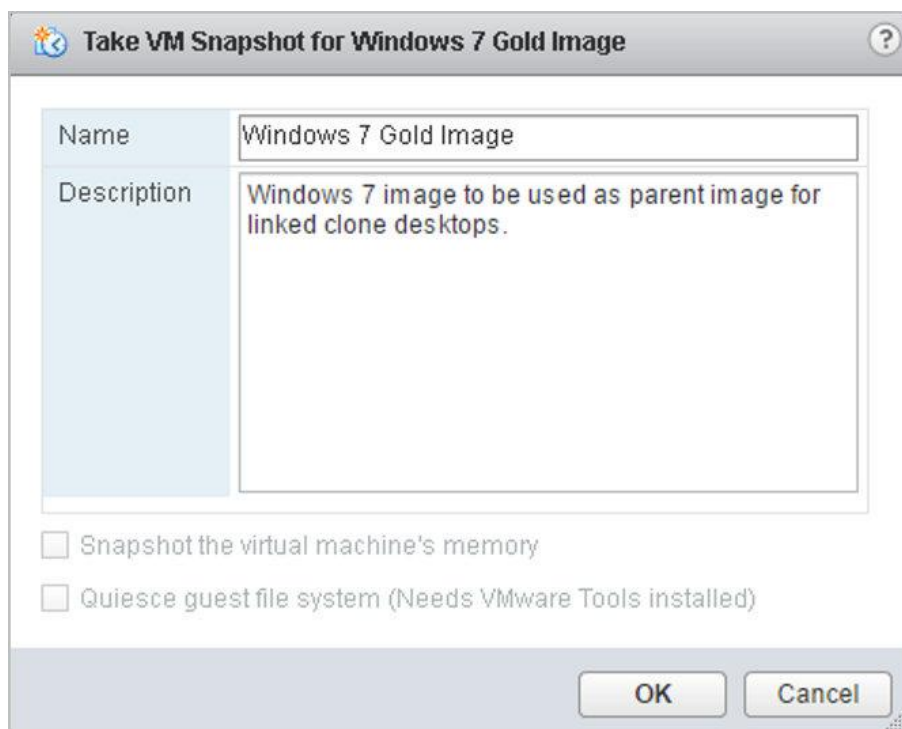 Take VM Snapshot for Windows 7 Gold Image
?
Name
Windows 7 Gold Image
Description
Windows 7 image to be used as parent image for
linked clone desktops.
Snapshot the virtual machine's memory
Quiesce guest file system (Needs VMware Tools installed)
OK
Cancel